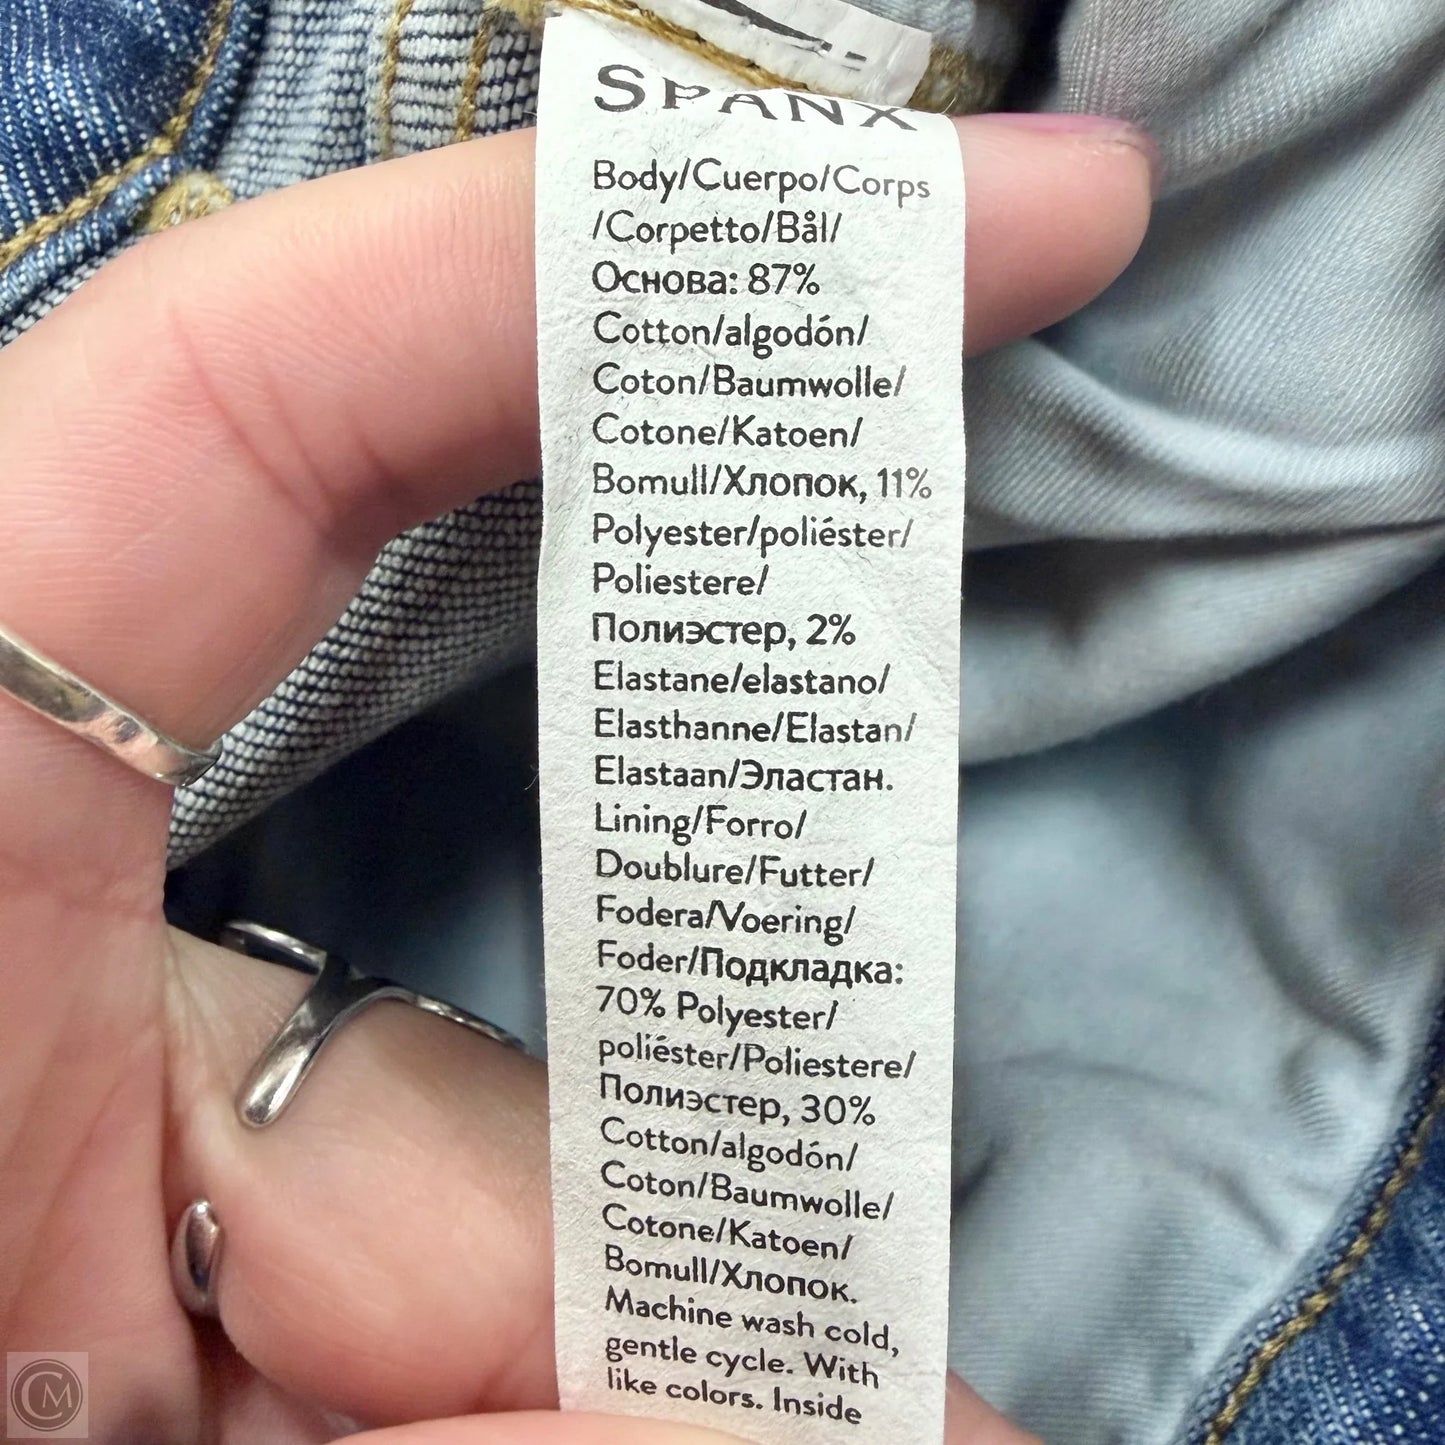 SPANX
Body/Cuerpo/Corps
/Corpetto/Bål/
Основа: 87%
Cotton/algodón/
Coton/Baumwolle/
Cotone/Katoen/
Bomull/Хлопок, 11%
Polyester/poliéster/
Poliestere/
Полиэстер, 2%
Elastane/elastano/
Elasthanne/Elastan/
Elastaan/Эластан.
Lining/Forro/
Doublure/Futter/
Fodera/Voering/
Foder/Подкладка:
70% Polyester/
poliéster/Poliestere/
Полиэстер, 30%
Cotton/algodón/
Coton/Baumwolle/
Cotone/Katoen/
Bomull/Хлопок.
Machine wash cold,
gentle cycle. With
like colors. Inside
CM